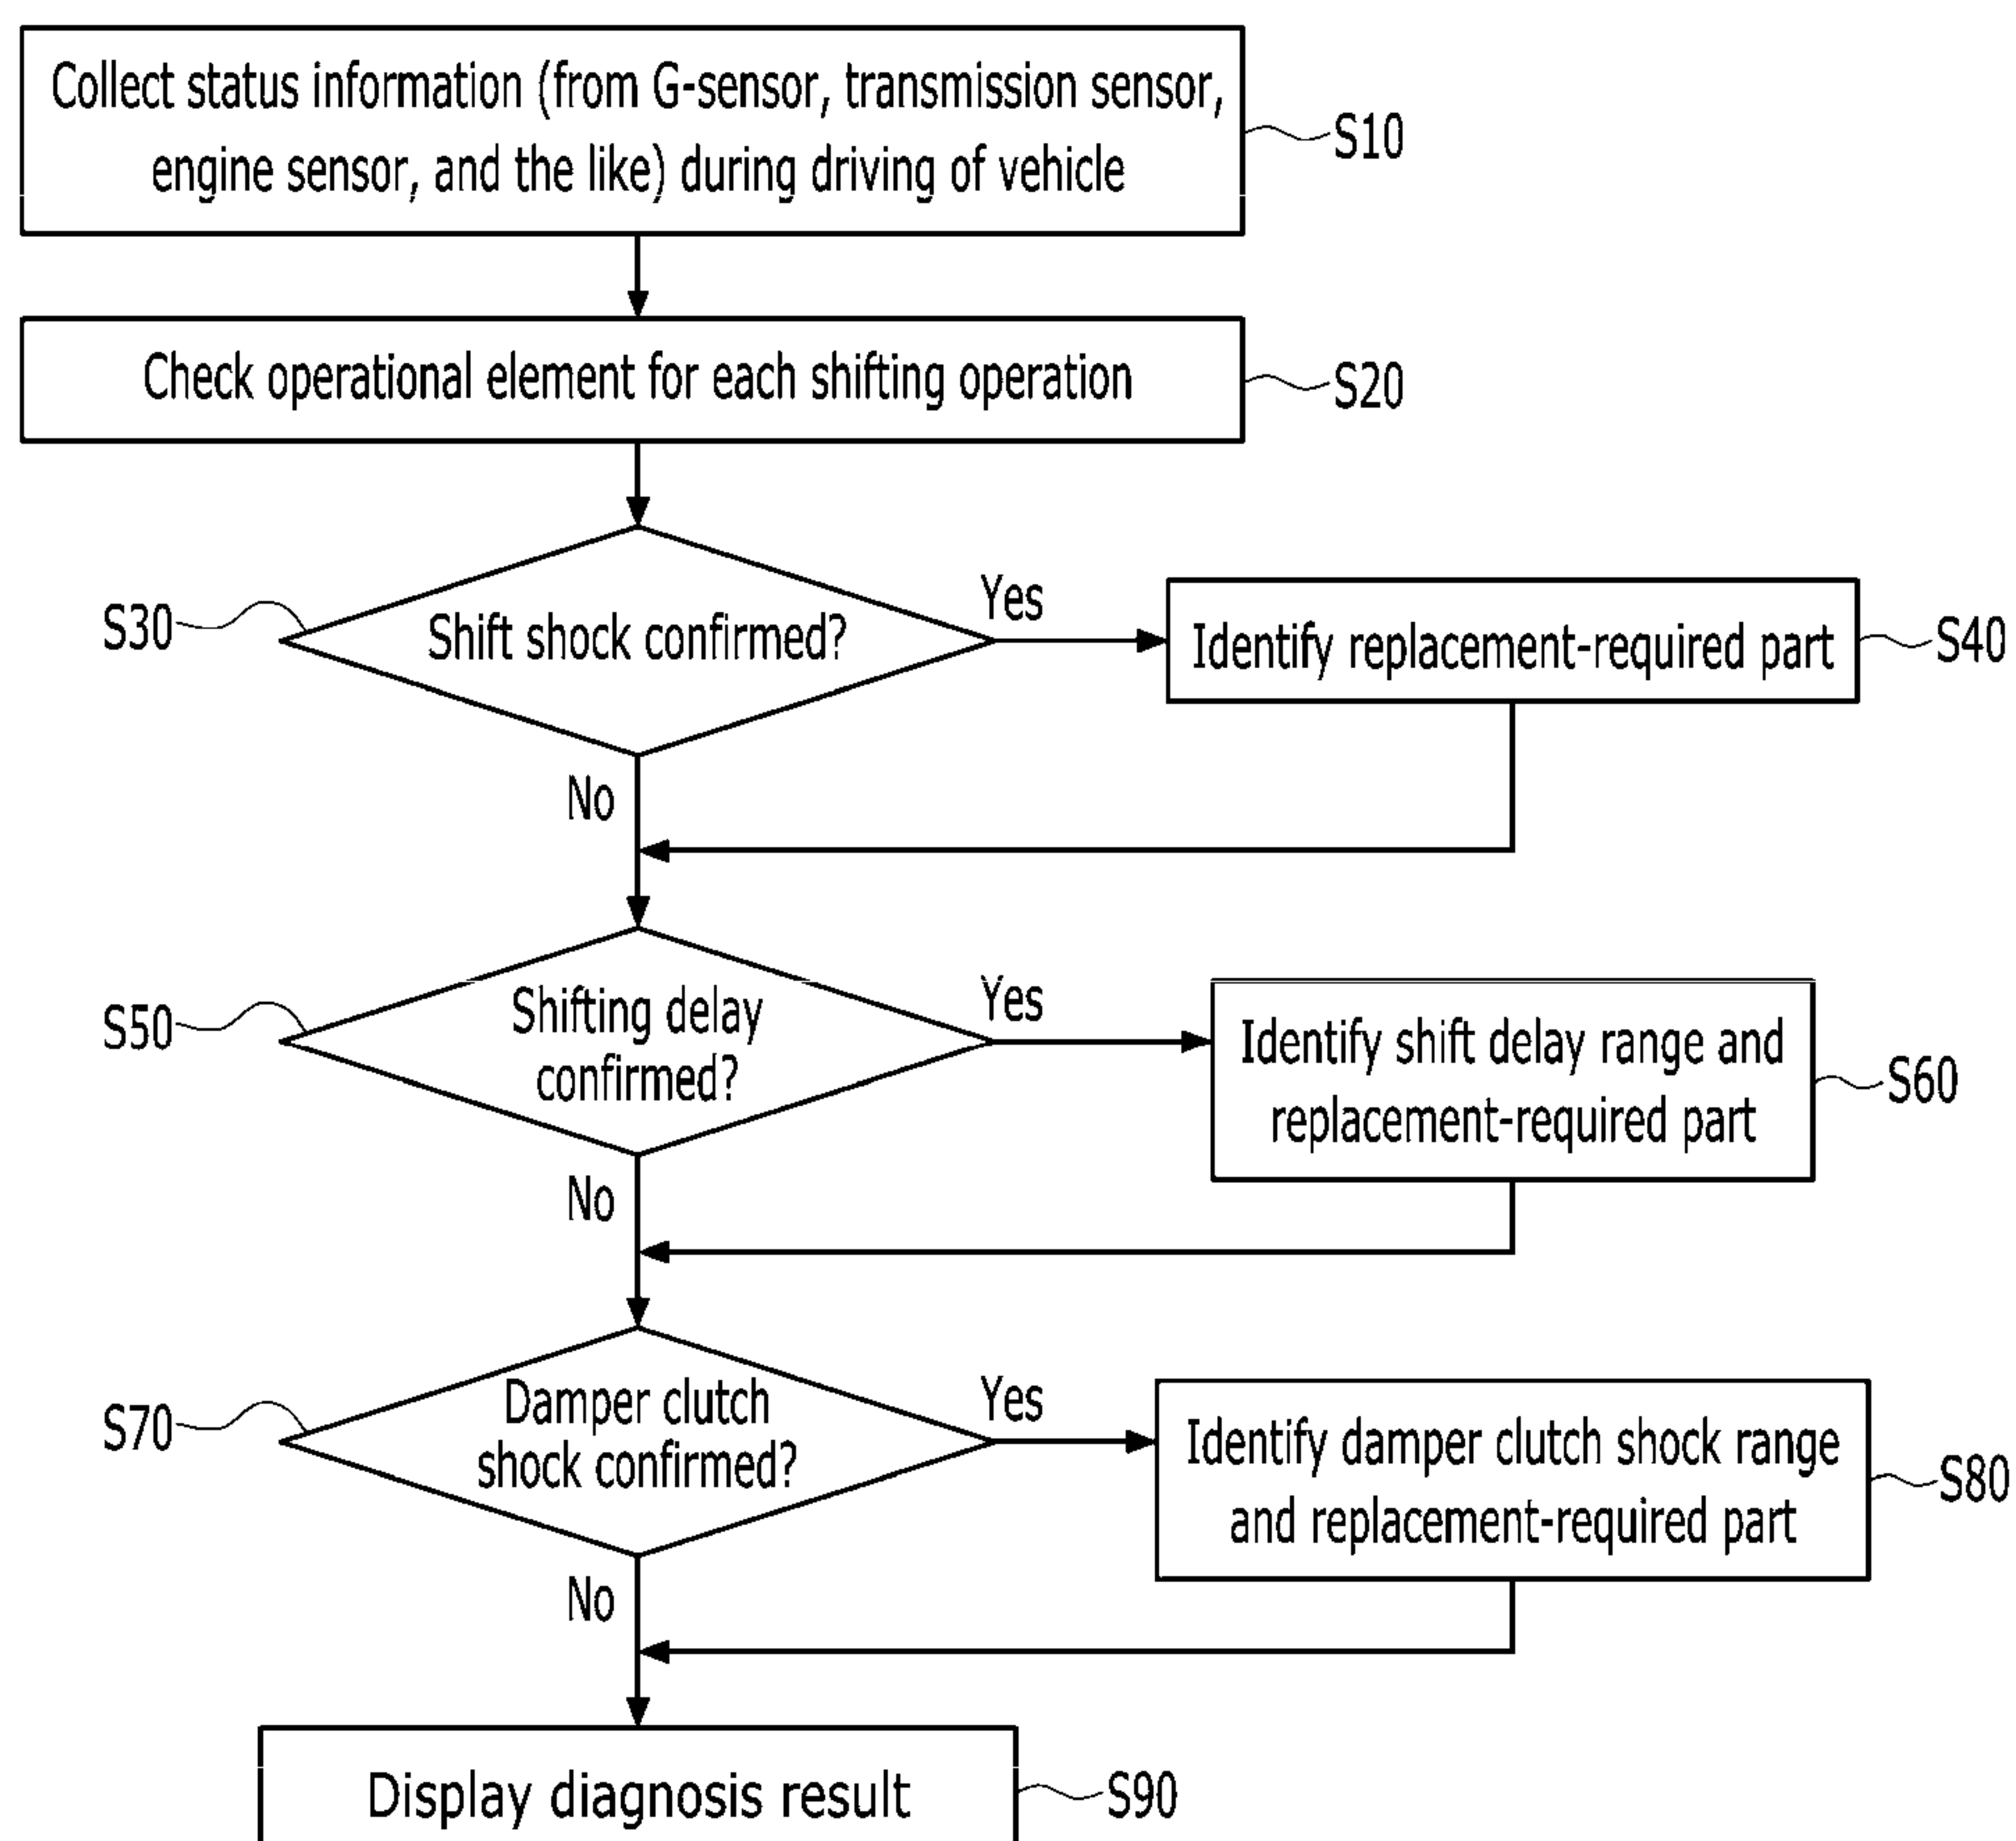 Collect status information (from G-sensor, transmission sensor,
engine sensor, and the like) during driving of vehicle
S10
Check operational element for each shifting operation
S20
S30
Shift shock confirmed?
Yes
Identify replacement-required part
S40
No
S50
Shifting delay
confirmed?
Yes
Identify shift delay range and
replacement-required part
S60
No
S70
Damper clutch
shock confirmed?
Yes
Identify damper clutch shock range
and replacement-required part
S80
No
Display diagnosis result
S90